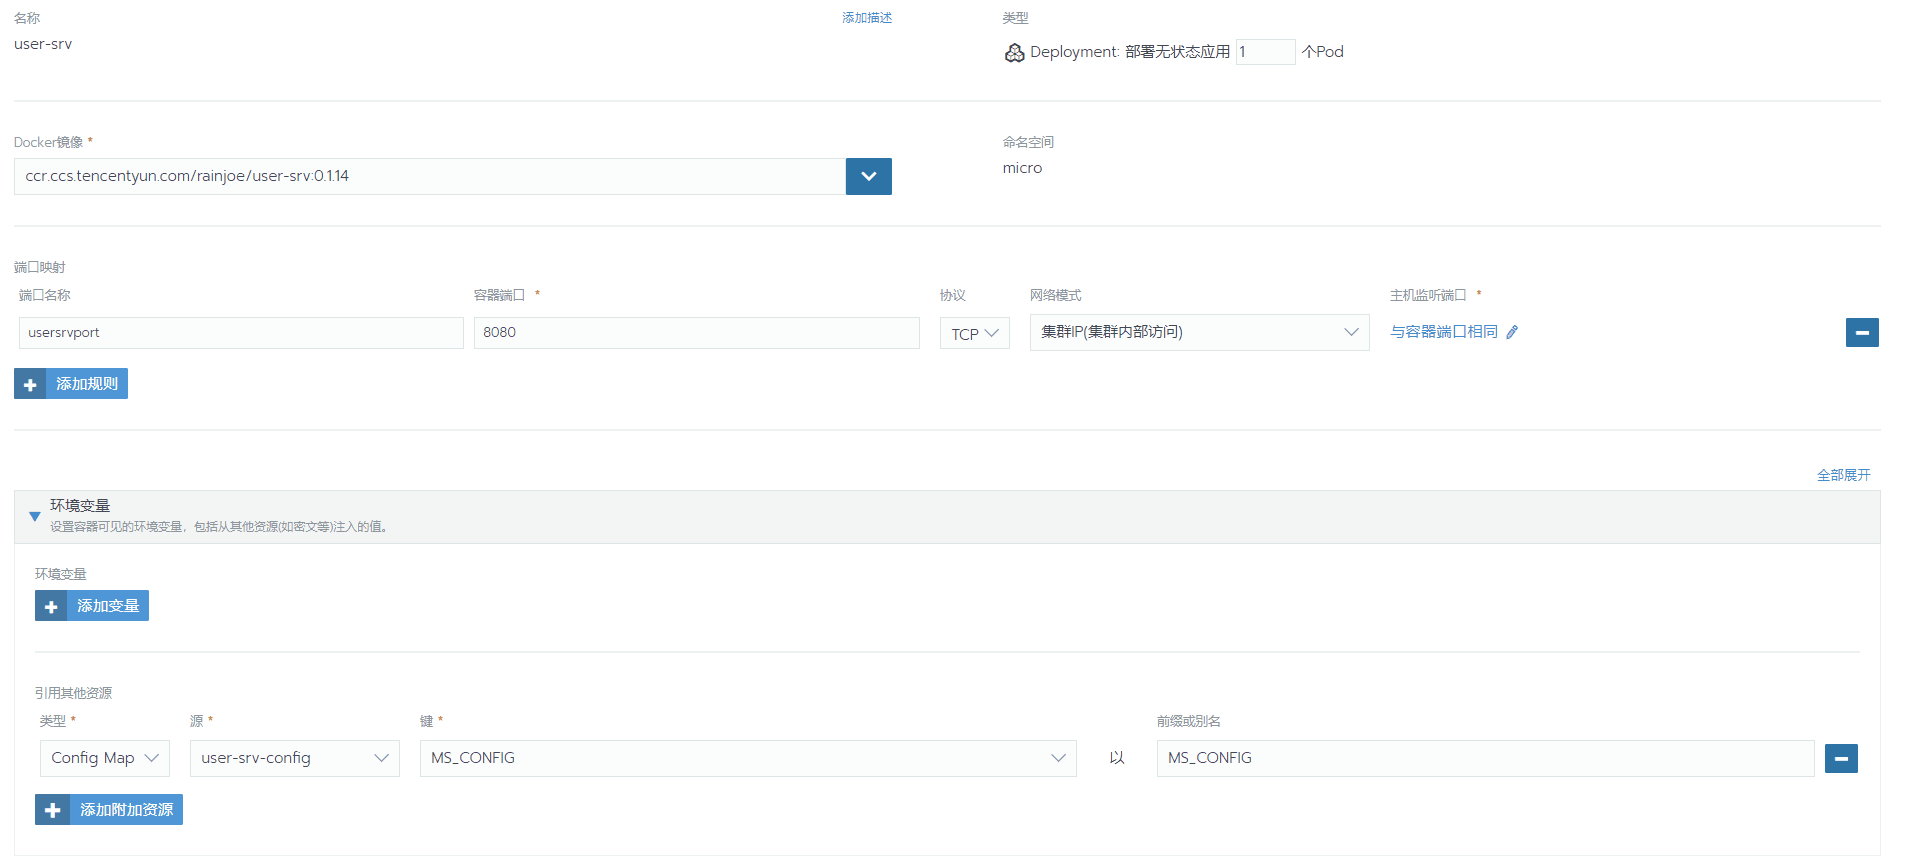 名称
添加描述
类型
user-srv
Deployment: 部署无状态应用 1 个Pod
Docker镜像 *
命名空间
ccr.ccs.tencentyun.com/rainjoe/user-srv:0.1.14
micro
端口映射
端口名称 容器端口 * 协议 网络模式 主机监听端口 *
usersrvport 8080 TCP 集群IP(集群内部访问) 与容器端口相同
添加规则
全部展开
环境变量
设置容器可见的环境变量，包括从其他资源(如密文等)注入的值。
环境变量
添加变量
引用其他资源
类型 * 源 * 键 * 前缀或别名
Config Map user-srv-config MS_CONFIG 以 MS_CONFIG
添加附加资源